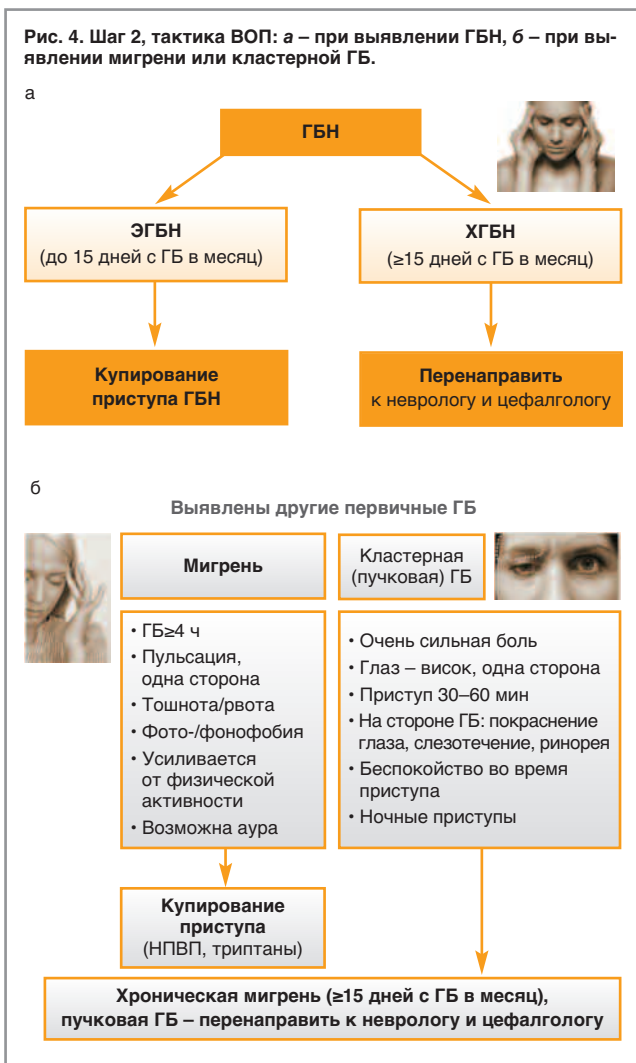 Рис. 4. Шаг 2, тактика ВОП: а – при выявлении ГБН, б – при вы-
явлении мигрени или кластерной ГБ.
а
ГБН
ЭГБН
(до 15 дней с ГБ в месяц)
ХГБН
(≥15 дней с ГБ в месяц)
Купирование
приступа ГБН
Перенаправить
к неврологу и цефалгологу
б
Выявлены другие первичные ГБ
Мигрень
Кластерная
(пучковая) ГБ
• ГБ≥4 ч
• Пульсация,
одна сторона
• Тошнота/рвота
• Фото-/фонофобия
• Усиливается
от физической
активности
• Возможна аура
• Очень сильная боль
• Глаз – висок, одна сторона
• Приступ 30–60 мин
• На стороне ГБ: покраснение
глаза, слезотечение, ринорея
• Беспокойство во время
приступа
• Ночные приступы
Купирование
приступа
(НПВП, триптаны)
Хроническая мигрень (≥15 дней с ГБ в месяц),
пучковая ГБ – перенаправить к неврологу и цефалгологу